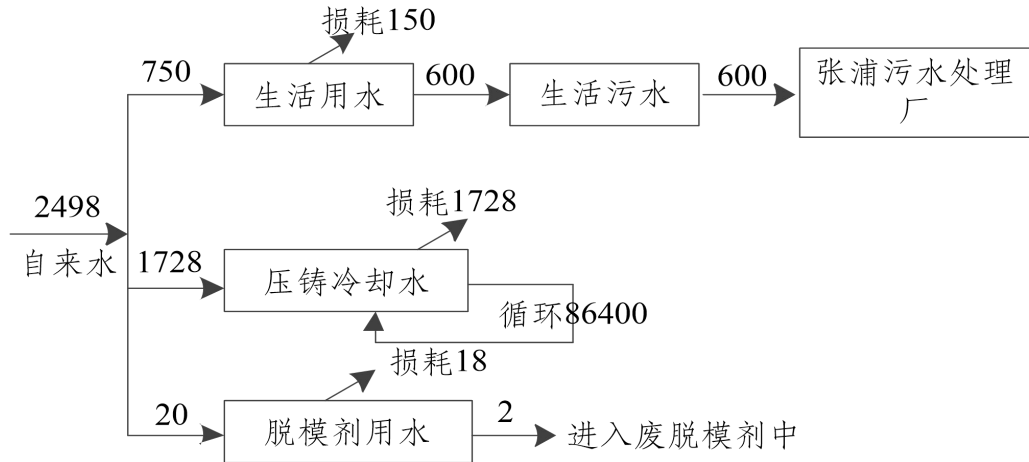 损耗150
750
生活用水
600
生活污水
600
张浦污水处理
厂
2498
自来水
损耗1728
1728
压铸冷却水
循环86400
损耗18
20
脱模剂用水
2
进入废脱模剂中